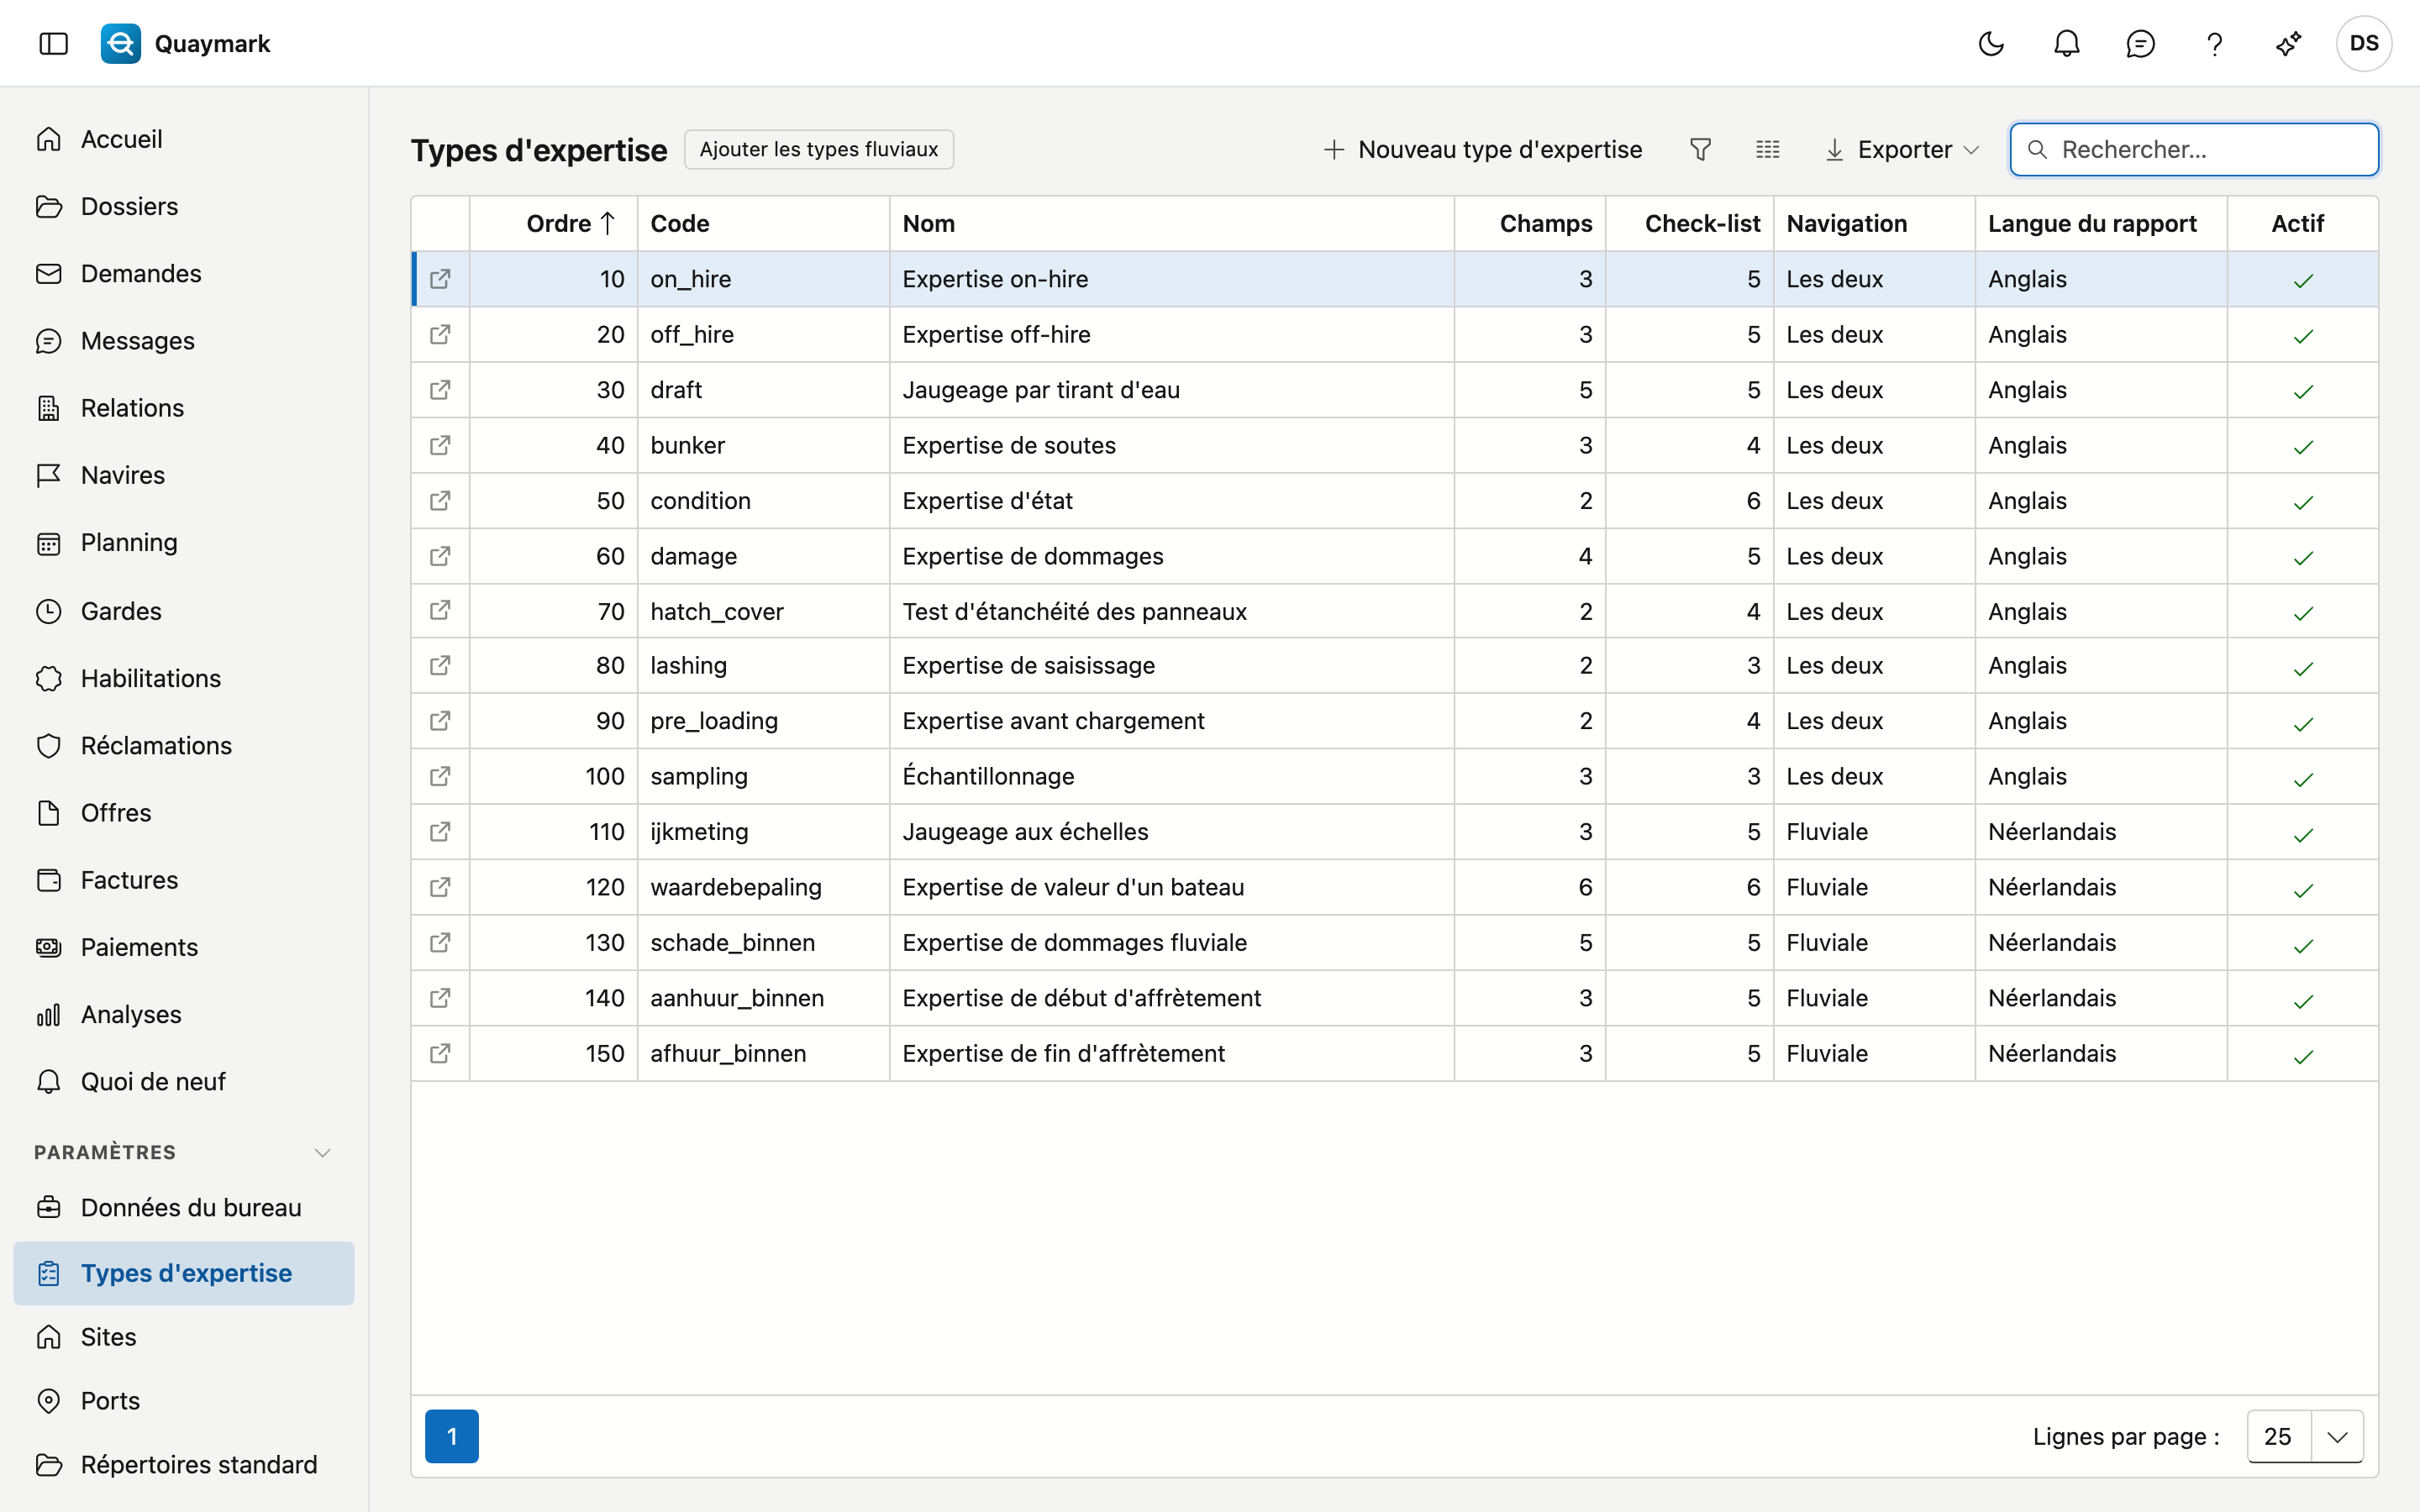 Quaymark
DS
Accueil
Dossiers
Demandes
Messages
Relations
Navires
Planning
Gardes
Habilitations
Réclamations
Offres
Factures
Paiements
Analyses
Quoi de neuf
PARAMÈTRES
Données du bureau
Types d'expertise
Sites
Ports
Répertoires standard
Types d'expertise Ajouter les types fluviaux Nouveau type d'expertise Exporter Rechercher...
Ordre Code Nom Champs Check-list Navigation Langue du rapport Actif
10 on_hire Expertise on-hire 3 5 Les deux Anglais
20 off_hire Expertise off-hire 3 5 Les deux Anglais
30 draft Jaugeage par tirant d'eau 5 5 Les deux Anglais
40 bunker Expertise de soutes 3 4 Les deux Anglais
50 condition Expertise d'état 2 6 Les deux Anglais
60 damage Expertise de dommages 4 5 Les deux Anglais
70 hatch_cover Test d'étanchéité des panneaux 2 4 Les deux Anglais
80 lashing Expertise de saisissage 2 3 Les deux Anglais
90 pre_loading Expertise avant chargement 2 4 Les deux Anglais
100 sampling Échantillonnage 3 3 Les deux Anglais
110 ijkmeting Jaugeage aux échelles 3 5 Fluviale Néerlandais
120 waardebepaling Expertise de valeur d'un bateau 6 6 Fluviale Néerlandais
130 schade_binnen Expertise de dommages fluviale 5 5 Fluviale Néerlandais
140 aanhuur_binnen Expertise de début d'affrètement 3 5 Fluviale Néerlandais
150 afhuur_binnen Expertise de fin d'affrètement 3 5 Fluviale Néerlandais
1 Lignes par page : 25